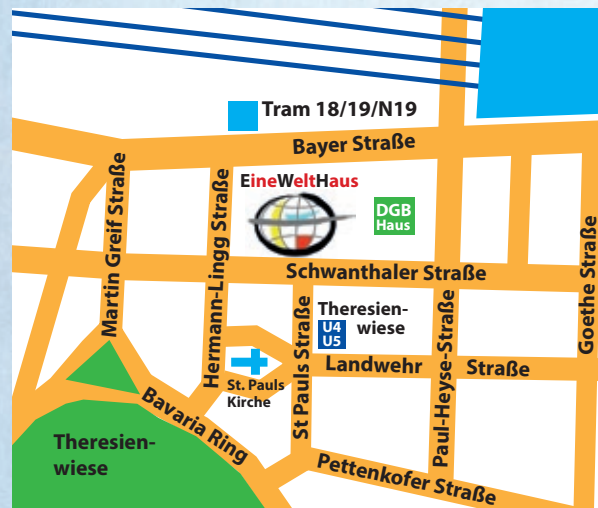 Tram 18/19/N19
Bayer Straße
EineWeltHaus
DGB
Haus
Martin Greif Straße
Hermann-Lingg Straße
Schwanthaler Straße
Goethe Straße
Theresien-
wiese
U4
U5
St Pauls Straße
Paul-Heyse-Straße
Landwehr Straße
St. Pauls
Kirche
Bavaria Ring
Theresien-
wiese
Pettenkofer Straße